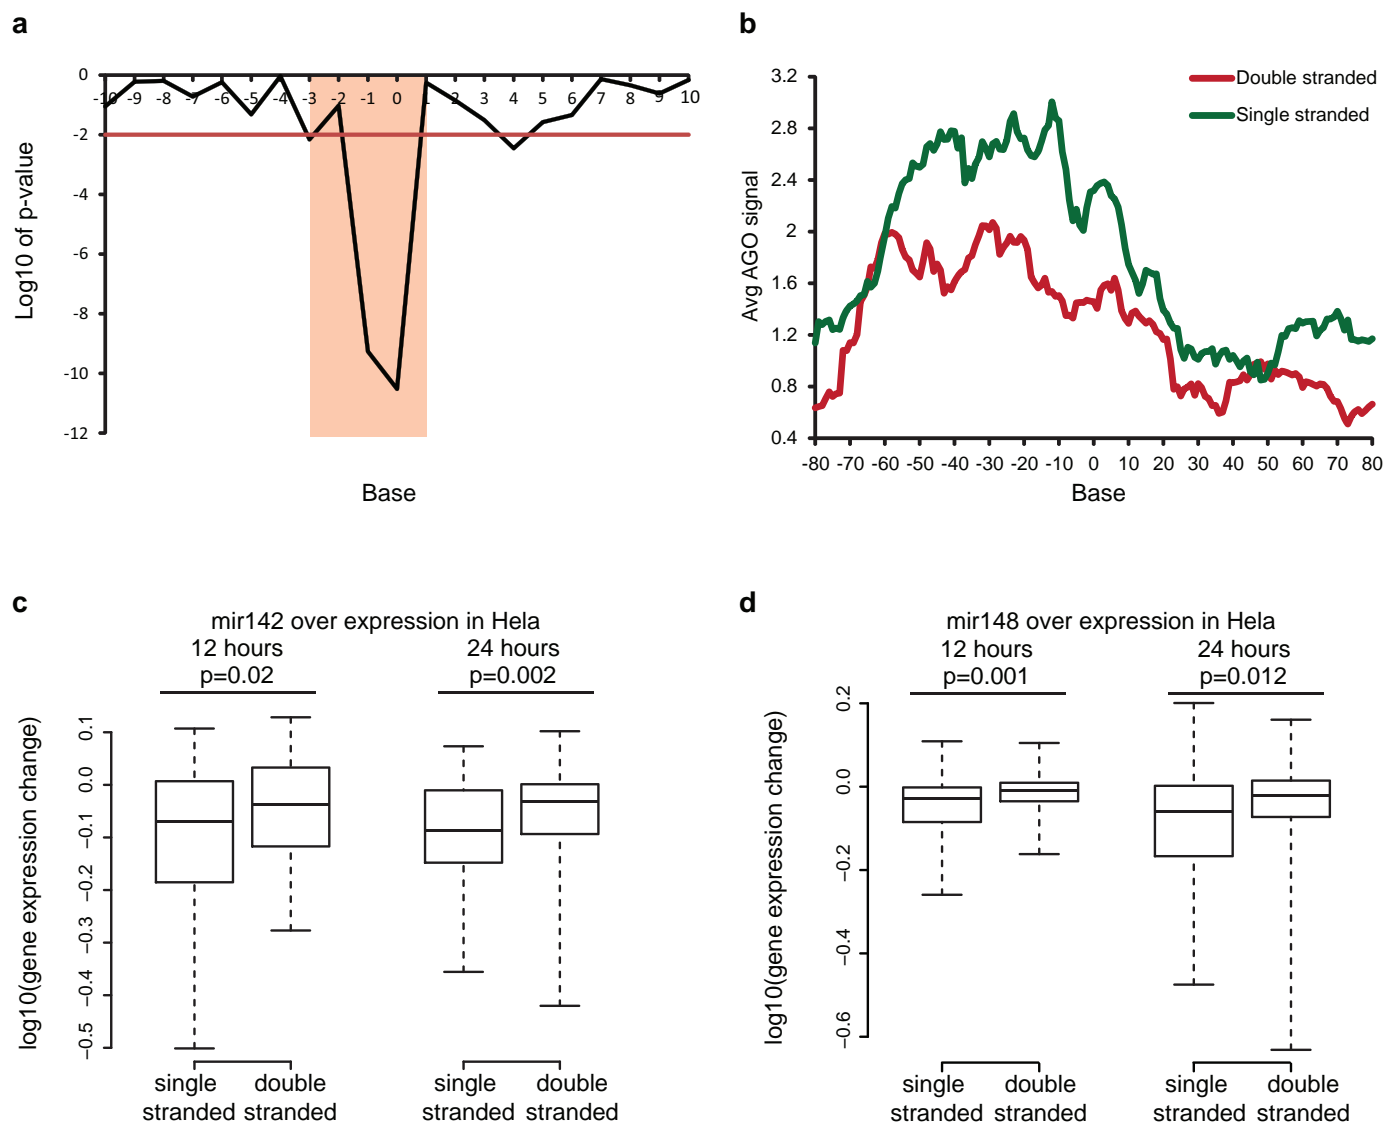 a
0
-2
-4
-6
-8
-10
-12
-10 -9 -8 -7 -6 -5 -4 -3 -2 -1 0 1 2 3 4 5 6 7 8 9 10
Log10 of p-value
Base
b
3.2
2.8
2.4
2
1.6
1.2
0.8
0.4
Double stranded
Single stranded
Avg AGO signal
-80 -70 -60 -50 -40 -30 -20 -10 0 10 20 30 40 50 60 70 80
Base
c
mir142 over expression in Hela
12 hours
p=0.02
24 hours
p=0.002
log10(gene expression change)
0.1
0.0
−0.1
−0.2
−0.3
−0.4
−0.5
single stranded
double stranded
single stranded
double stranded
d
mir148 over expression in Hela
12 hours
p=0.001
24 hours
p=0.012
log10(gene expression change)
0.2
0.0
−0.2
−0.4
−0.6
single stranded
double stranded
single stranded
double stranded